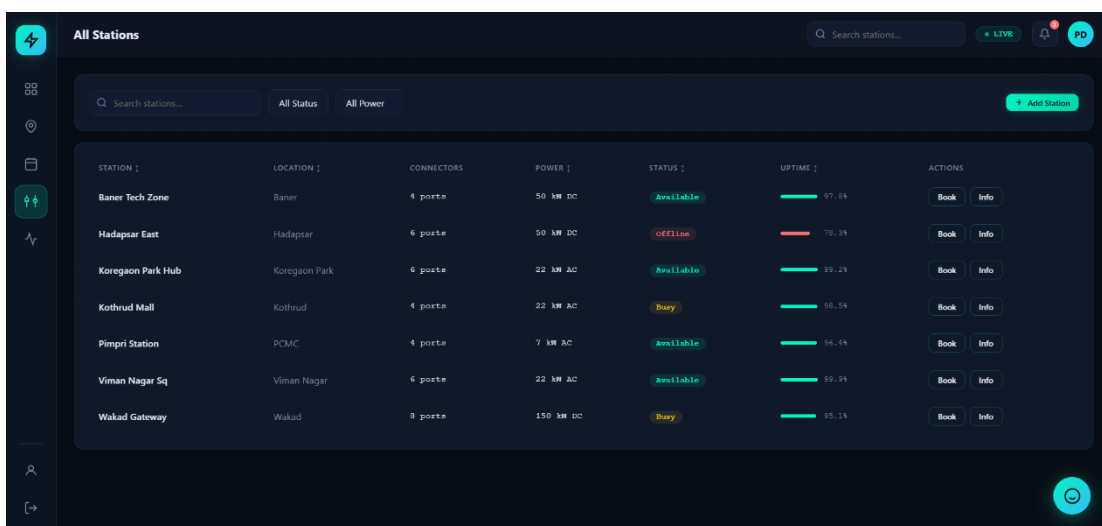 All Stations
Search stations...
LIVE
3
PD
Search stations...
All Status
All Power
+ Add Station
STATION LOCATION CONNECTORS POWER STATUS UPTIME ACTIONS
Baner Tech Zone Baner 4 ports 50 kW DC Available 97.8% Book Info
Hadapsar East Hadapsar 6 ports 50 kW DC Offline 78.3% Book Info
Koregaon Park Hub Koregaon Park 6 ports 22 kW AC Available 99.2% Book Info
Kothrud Mall Kothrud 4 ports 22 kW AC Busy 98.5% Book Info
Pimpri Station PCMC 4 ports 7 kW AC Available 96.4% Book Info
Viman Nagar Sq Viman Nagar 6 ports 22 kW AC Available 99.9% Book Info
Wakad Gateway Wakad 8 ports 150 kW DC Busy 95.1% Book Info